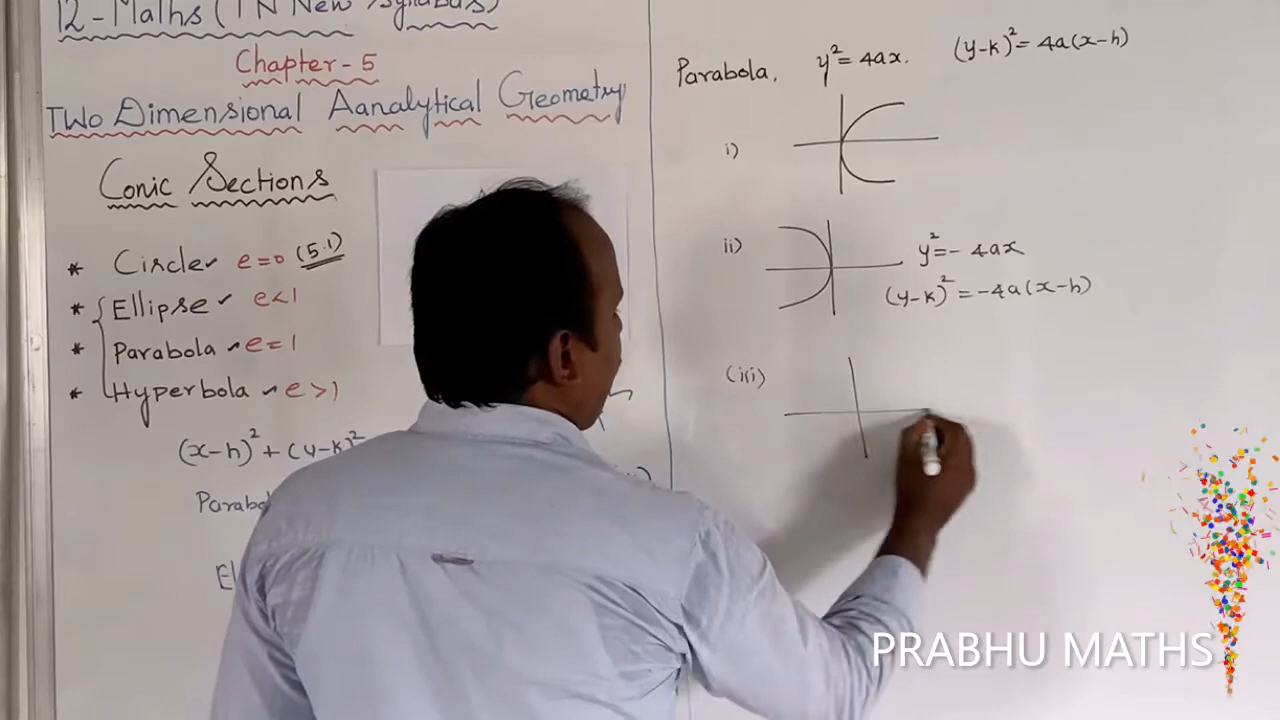 12-Maths (TN New Syllabus)
Chapter-5
Two Dimensional Aanalytical Geometry
Conic Sections
* Circle e=0 (5.1)
* Ellipse e<1
* Parabola e=1
* Hyperbola e>1
(x-h)² + (y-k)²
Parabola, y²=4ax. (y-k)²=4a(x-h)
i)
ii) y²=-4ax
(y-k)²=-4a(x-h)
(iii)
PRABHU MATHS